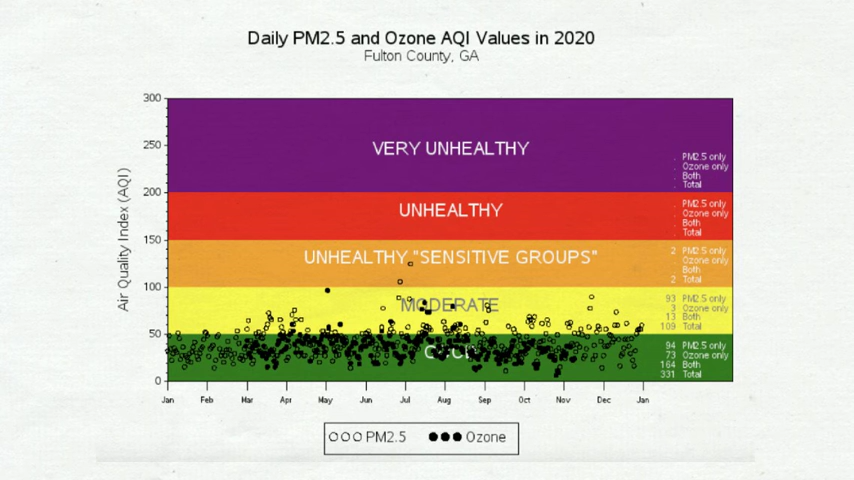 Daily PM2.5 and Ozone AQI Values in 2020
Fulton County, GA
Air Quality Index (AQI)
300
250
200
150
100
50
0
VERY UNHEALTHY
. PM2.5 only
. Ozone only
. Both
. Total
UNHEALTHY
. PM2.5 only
. Ozone only
. Both
. Total
UNHEALTHY "SENSITIVE GROUPS"
2 PM2.5 only
. Ozone only
. Both
2 Total
MODERATE
93 PM2.5 only
3 Ozone only
13 Both
109 Total
GOOD
94 PM2.5 only
73 Ozone only
164 Both
331 Total
Jan Feb Mar Apr May Jun Jul Aug Sep Oct Nov Dec Jan
PM2.5 Ozone